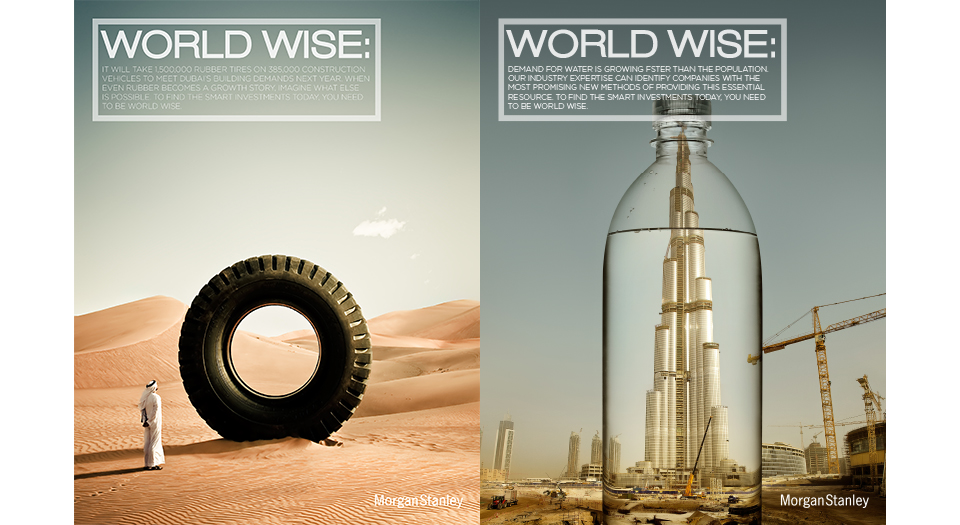 WORLD WISE:
IT WILL TAKE 1,500,000 RUBBER TIRES ON 385,000 CONSTRUCTION
VEHICLES TO MEET DUBAI'S BUILDING DEMANDS NEXT YEAR. WHEN
EVEN RUBBER BECOMES A GROWTH STORY, IMAGINE WHAT ELSE
IS POSSIBLE. TO FIND THE SMART INVESTMENTS TODAY, YOU NEED
TO BE WORLD WISE.
Morgan Stanley
WORLD WISE:
DEMAND FOR WATER IS GROWING FSTER THAN THE POPULATION.
OUR INDUSTRY EXPERTISE CAN IDENTIFY COMPANIES WITH THE
MOST PROMISING NEW METHODS OF PROVIDING THIS ESSENTIAL
RESOURCE. TO FIND THE SMART INVESTMENTS TODAY, YOU NEED
TO BE WORLD WISE.
Morgan Stanley